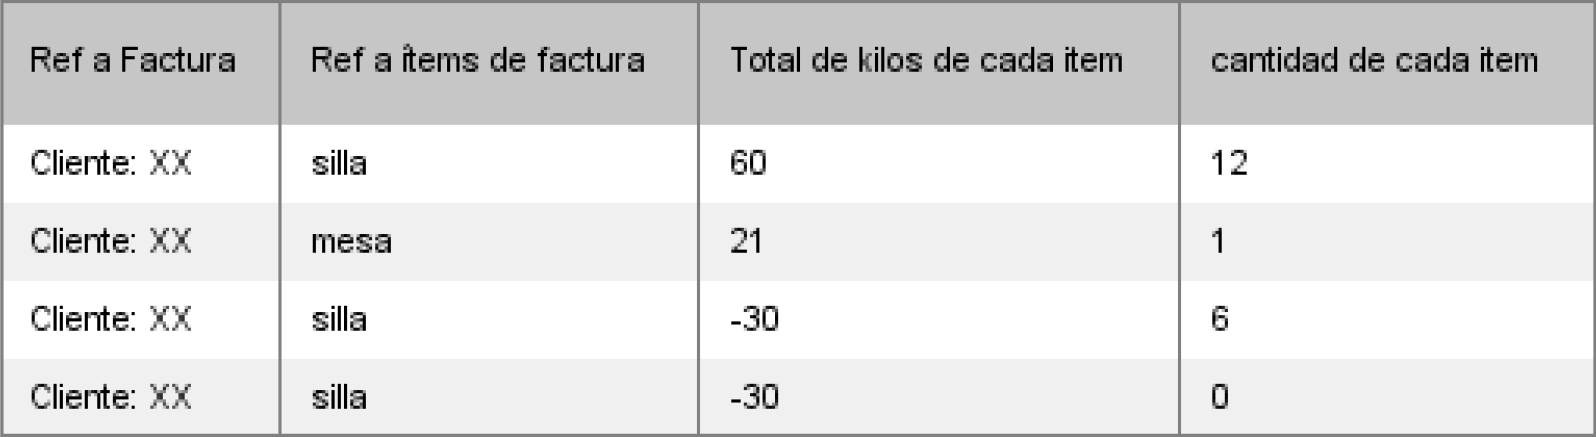 Ref a Factura Ref a ítems de factura Total de kilos de cada item cantidad de cada item
Cliente: XX silla 60 12
Cliente: XX mesa 21 1
Cliente: XX silla -30 6
Cliente: XX silla -30 0